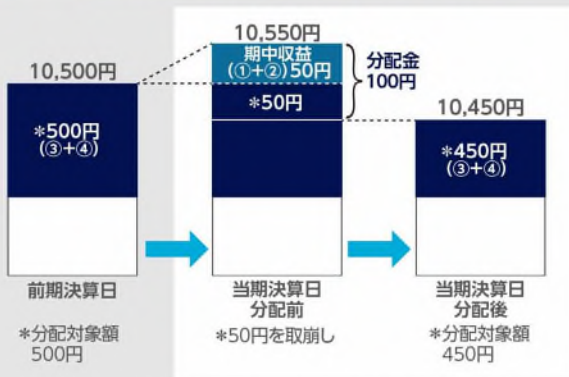 10,500円
*500円
(③+④)
前期決算日
*分配対象額
500円
10,550円
期中収益
(①+②)50円
*50円
分配金
100円
当期決算日
分配前
*50円を取崩し
10,450円
*450円
(③+④)
当期決算日
分配後
*分配対象額
450円